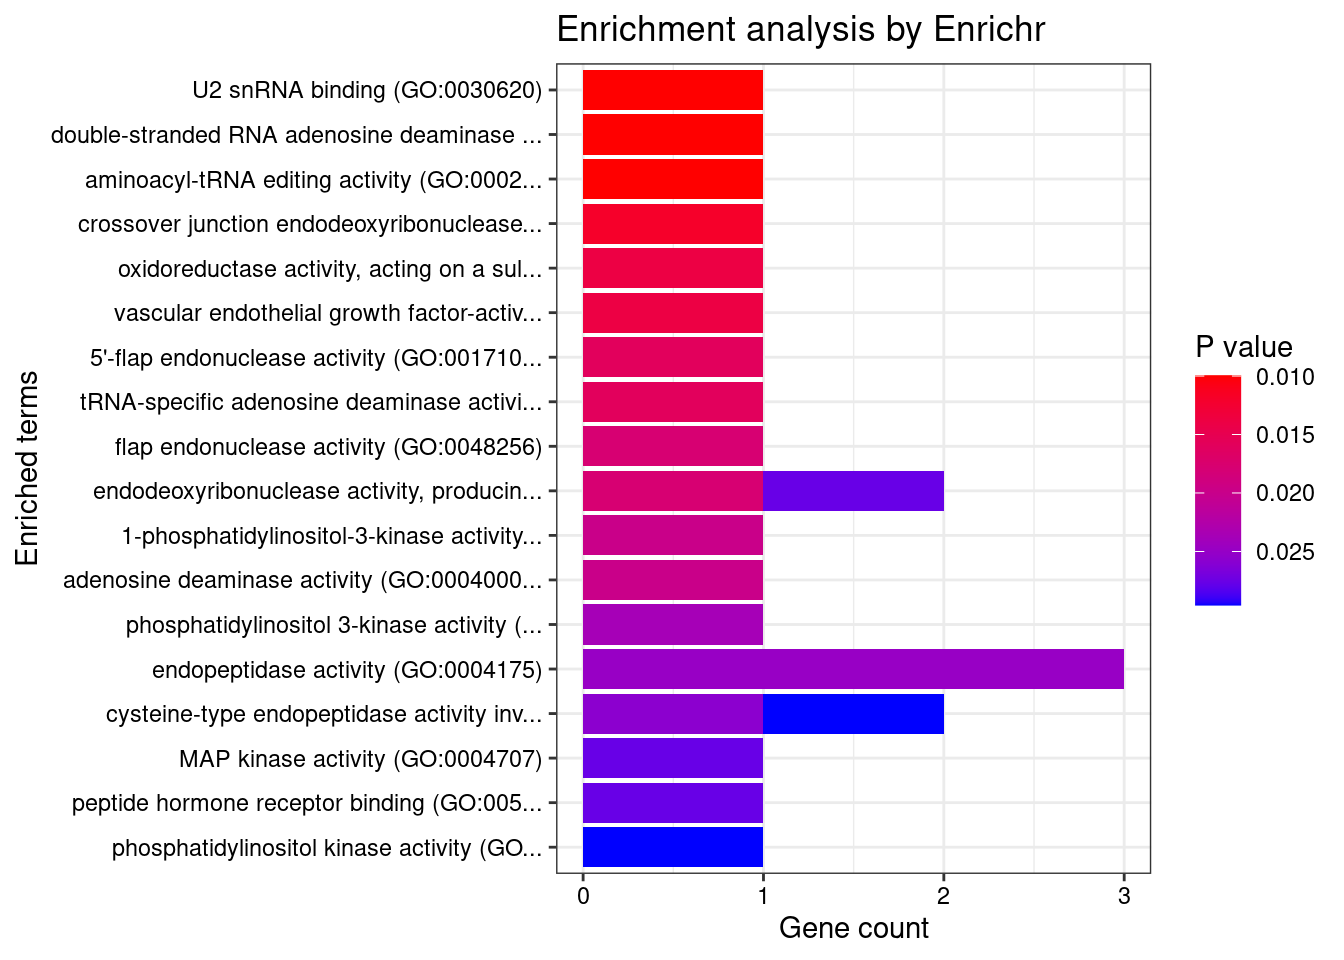 Enrichment analysis by Enrichr
U2 snRNA binding (GO:0030620)
double-stranded RNA adenosine deaminase ...
aminoacyl-tRNA editing activity (GO:0002...
crossover junction endodeoxyribonuclease...
oxidoreductase activity, acting on a sul...
vascular endothelial growth factor-activ...
5'-flap endonuclease activity (GO:001710...
tRNA-specific adenosine deaminase activi...
flap endonuclease activity (GO:0048256)
endodeoxyribonuclease activity, producin...
1-phosphatidylinositol-3-kinase activity...
adenosine deaminase activity (GO:0004000...
phosphatidylinositol 3-kinase activity (...
endopeptidase activity (GO:0004175)
cysteine-type endopeptidase activity inv...
MAP kinase activity (GO:0004707)
peptide hormone receptor binding (GO:005...
phosphatidylinositol kinase activity (GO...
Enriched terms
0 1 2 3
Gene count
P value
0.010
0.015
0.020
0.025